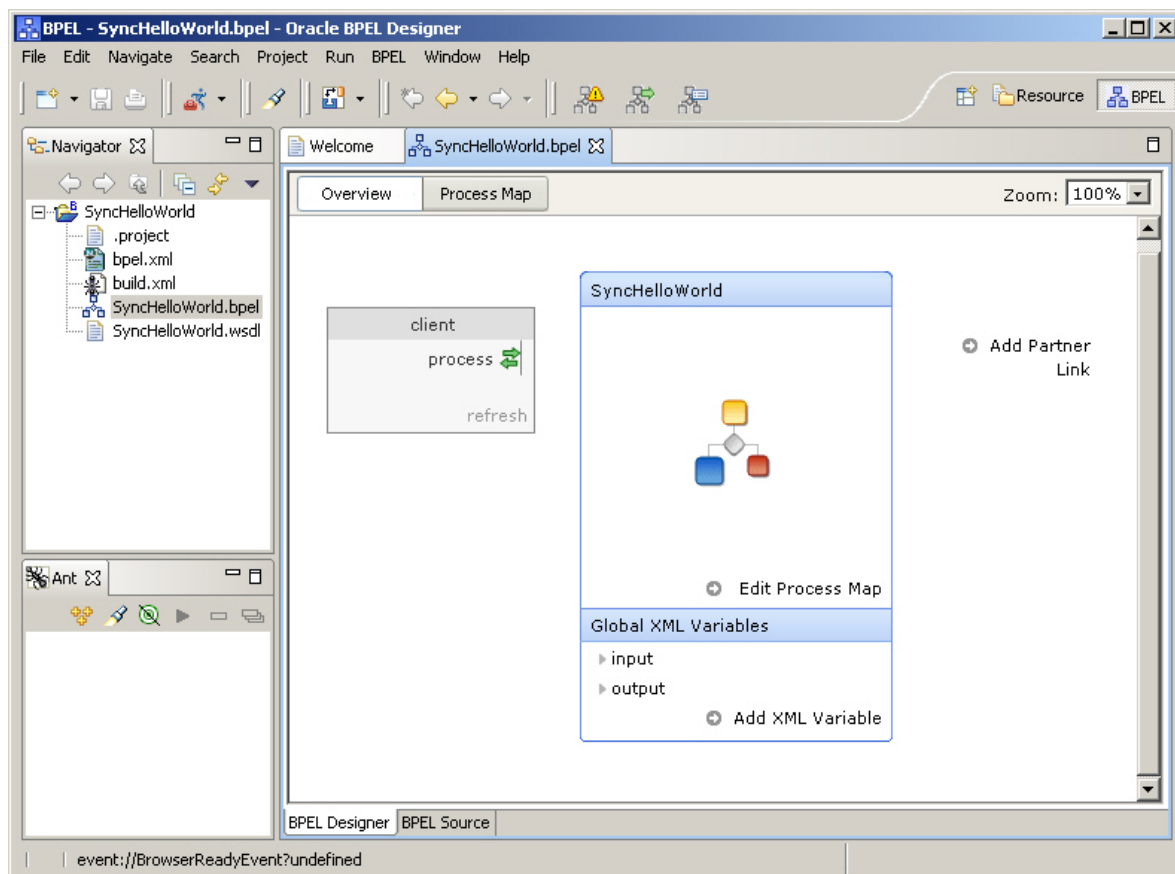 BPEL - SyncHelloWorld.bpel - Oracle BPEL Designer
File Edit Navigate Search Project Run BPEL Window Help
Resource BPEL
Navigator
Welcome SyncHelloWorld.bpel
Overview Process Map Zoom: 100%
SyncHelloWorld
.project
bpel.xml
build.xml
SyncHelloWorld.bpel
SyncHelloWorld.wsdl
client
process
refresh
SyncHelloWorld
Edit Process Map
Global XML Variables
input
output
Add XML Variable
Add Partner
Link
Ant
BPEL Designer BPEL Source
event://BrowserReadyEvent?undefined